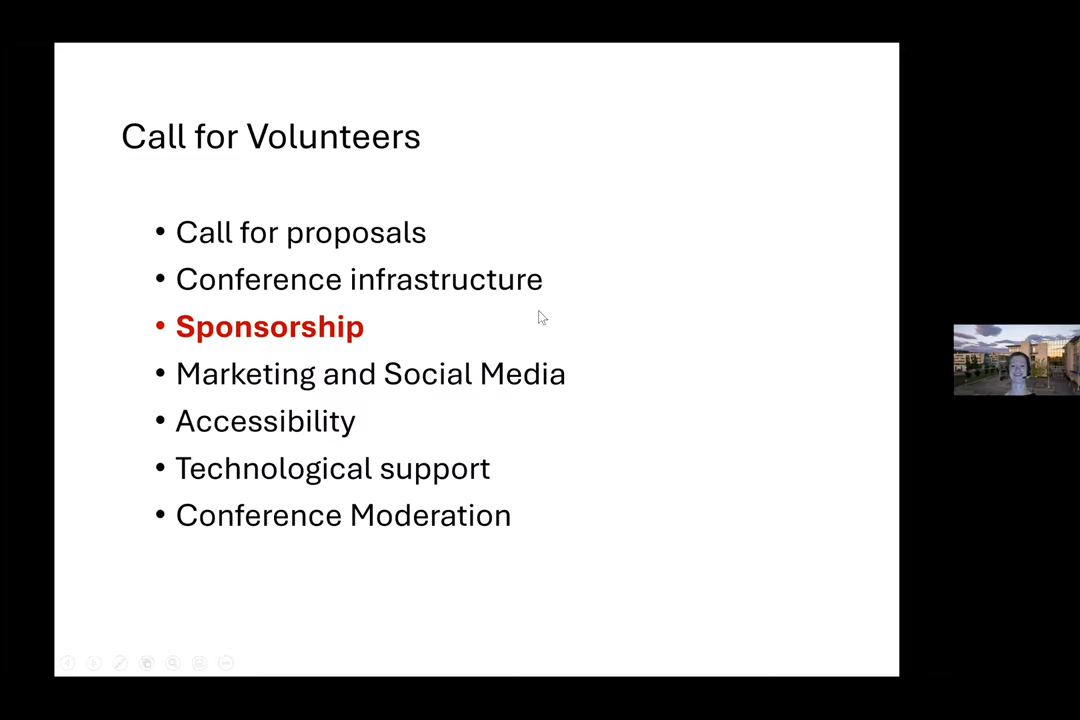 Call for Volunteers
• Call for proposals
• Conference infrastructure
• Sponsorship
• Marketing and Social Media
• Accessibility
• Technological support
• Conference Moderation